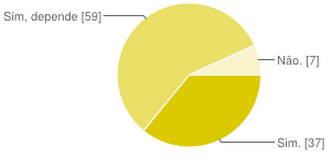 Sim, depende [59]
Não. [7]
Sim. [37]